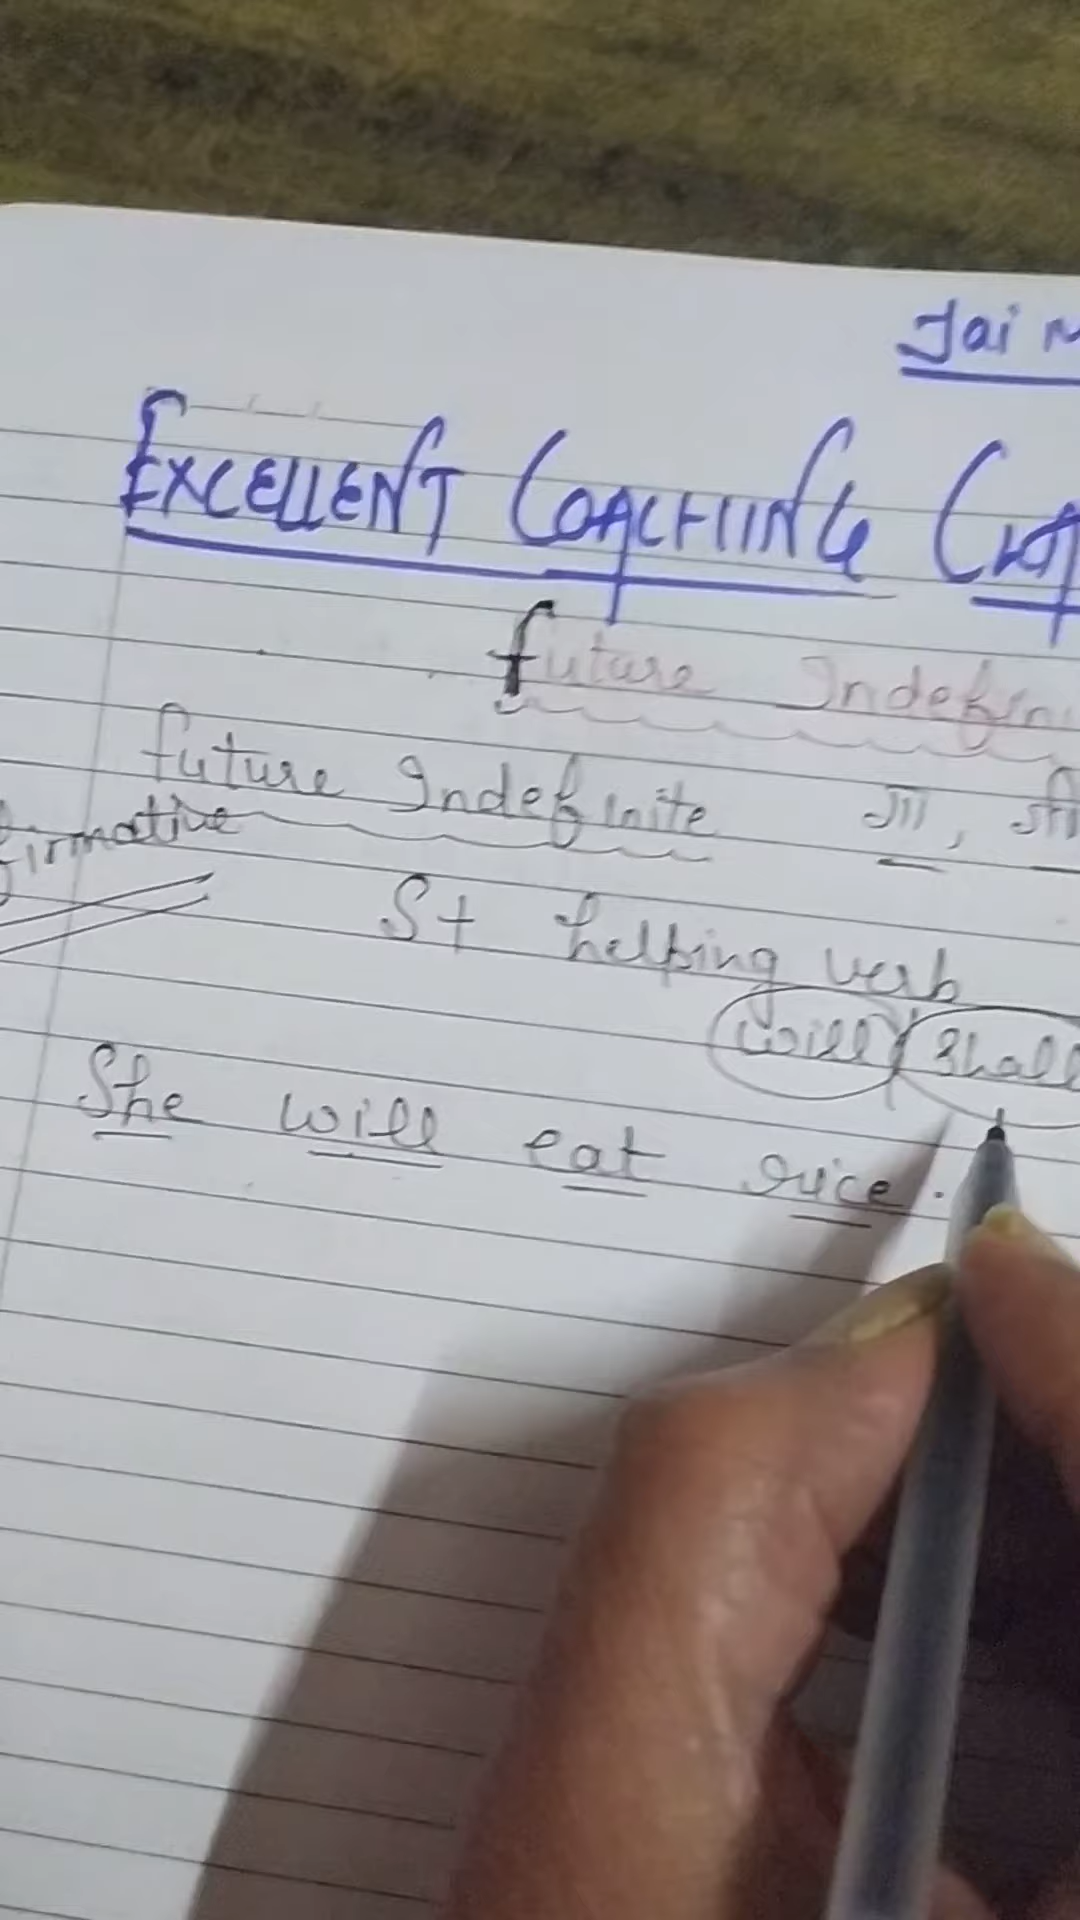 Jai
EXCELLENT COACHING
Future Indefin
Future Indefinite गा,
firmative
S+ helping verb
will / Shall
She will eat rice.